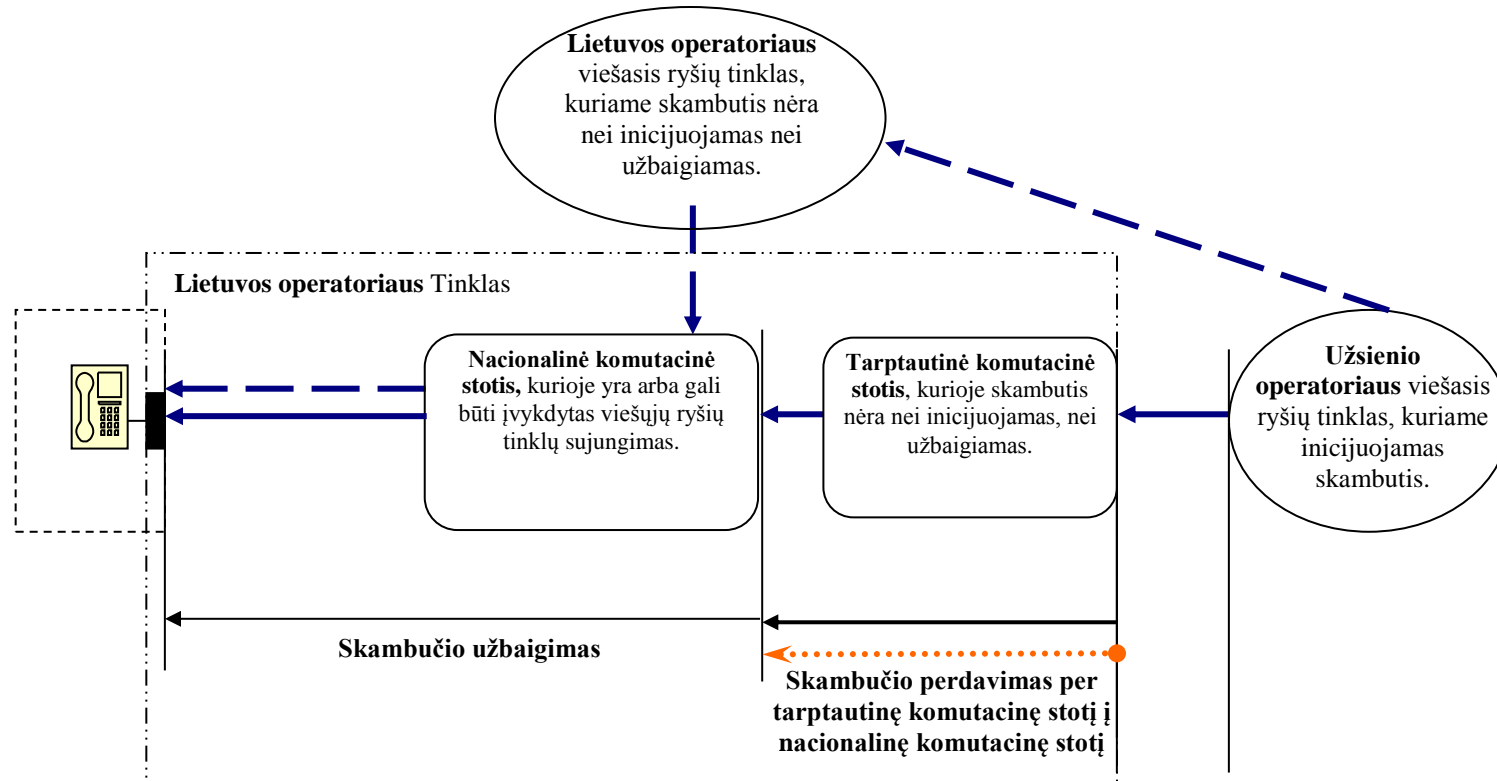 Lietuvos operatoriaus
viešasis ryšių tinklas,
kuriame skambutis nėra
nei inicijuojamas nei
užbaigiamas.
Lietuvos operatoriaus Tinklas
Nacionalinė komutacinė
stotis, kurioje yra arba gali
būti įvykdytas viešųjų ryšių
tinklų sujungimas.
Tarptautinė komutacinė
stotis, kurioje skambutis
nėra nei inicijuojamas, nei
užbaigiamas.
Užsienio
operatoriaus viešasis
ryšių tinklas, kuriame
inicijuojamas
skambutis.
Skambučio užbaigimas
Skambučio perdavimas per
tarptautinę komutacinę stotį į
nacionalinę komutacinę stotį